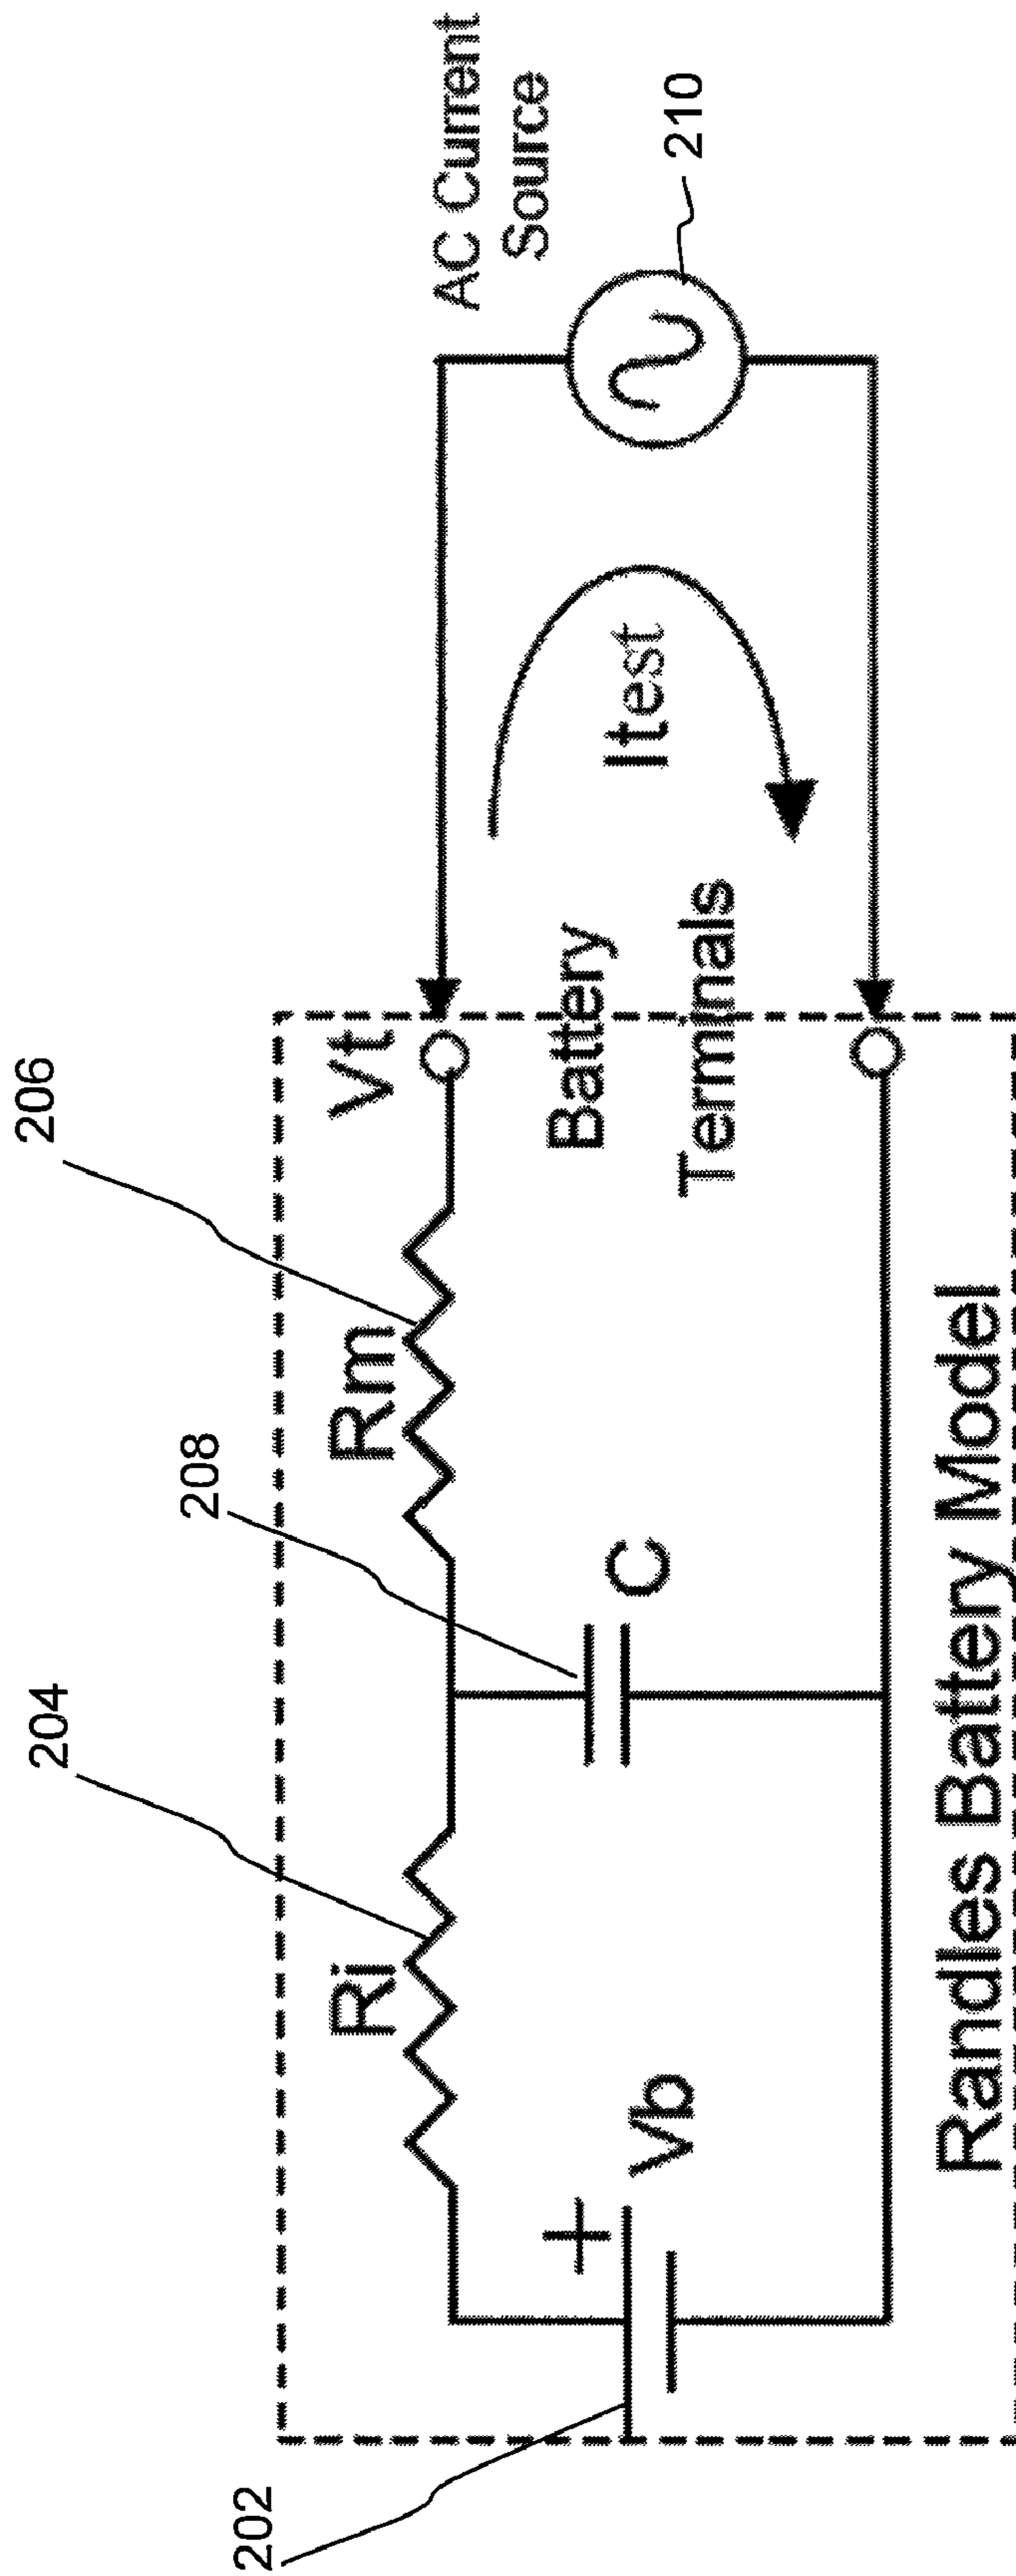 AC Current
Source
210
206
208
204
202
Vt
Rm
Ri
C
Vb
+
Battery
Terminals
Itest
Randles Battery Model